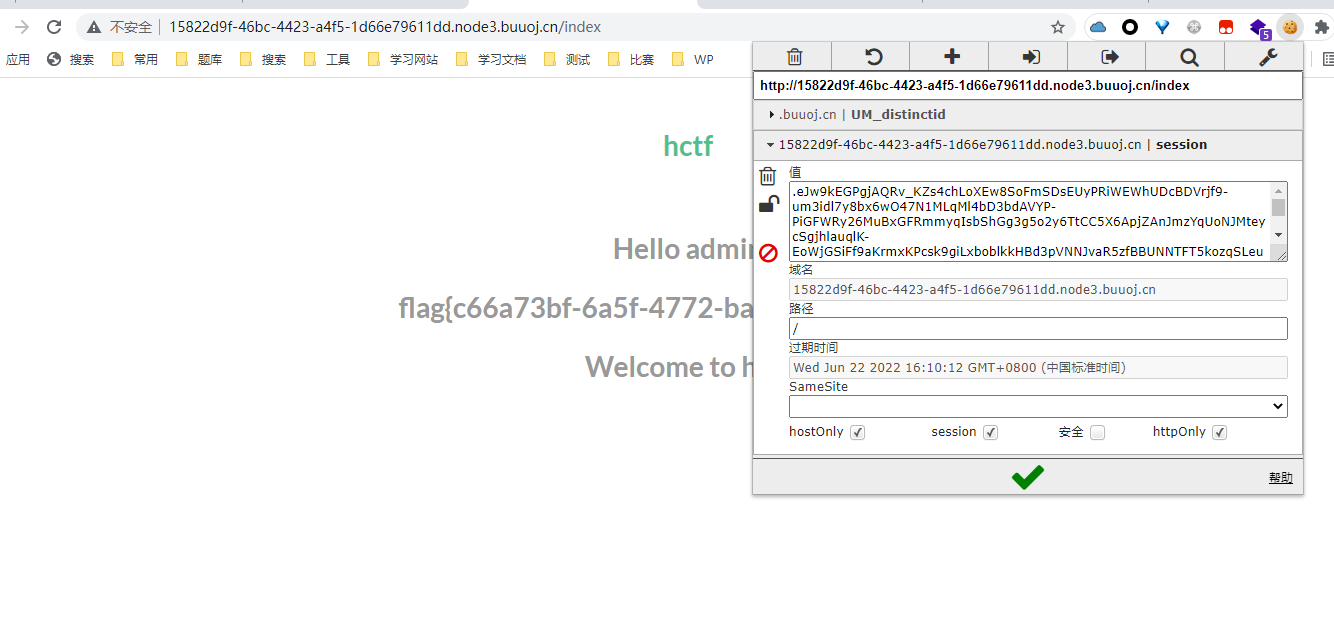 不安全 15822d9f-46bc-4423-a4f5-1d66e79611dd.node3.buuoj.cn/index
5
应用 搜索 常用 题库 搜索 工具 学习网站 学习文档 测试 比赛 WP
hctf
Hello admin
flag{c66a73bf-6a5f-4772-ba
Welcome to h
http://15822d9f-46bc-4423-a4f5-1d66e79611dd.node3.buuoj.cn/index
.buuoj.cn | UM_distinctid
15822d9f-46bc-4423-a4f5-1d66e79611dd.node3.buuoj.cn | session
值
.eJw9kEGPgjAQRv_KZs4chLoXEw8SoFmSDsEUyPRiWEWhUDcBDVrjf9-
um3idl7y8bx6wO47N1MLqMl4bD3bdAVYP-
PiGFWRy26MuBxGFRmmyqIsbShGg3g5o2y6TtCC5X6ApjZAnJmzYqUoNJMtey
cSgjhlauqlK-
EoWjGSiFf9aKrmxKPcsk9giLxboblkkHBd3pVNNJvaR5zfBBUNNTFT5kozqSLeu
域名
15822d9f-46bc-4423-a4f5-1d66e79611dd.node3.buuoj.cn
路径
/
过期时间
Wed Jun 22 2022 16:10:12 GMT+0800 (中国标准时间)
SameSite
hostOnly session 安全 httpOnly
帮助